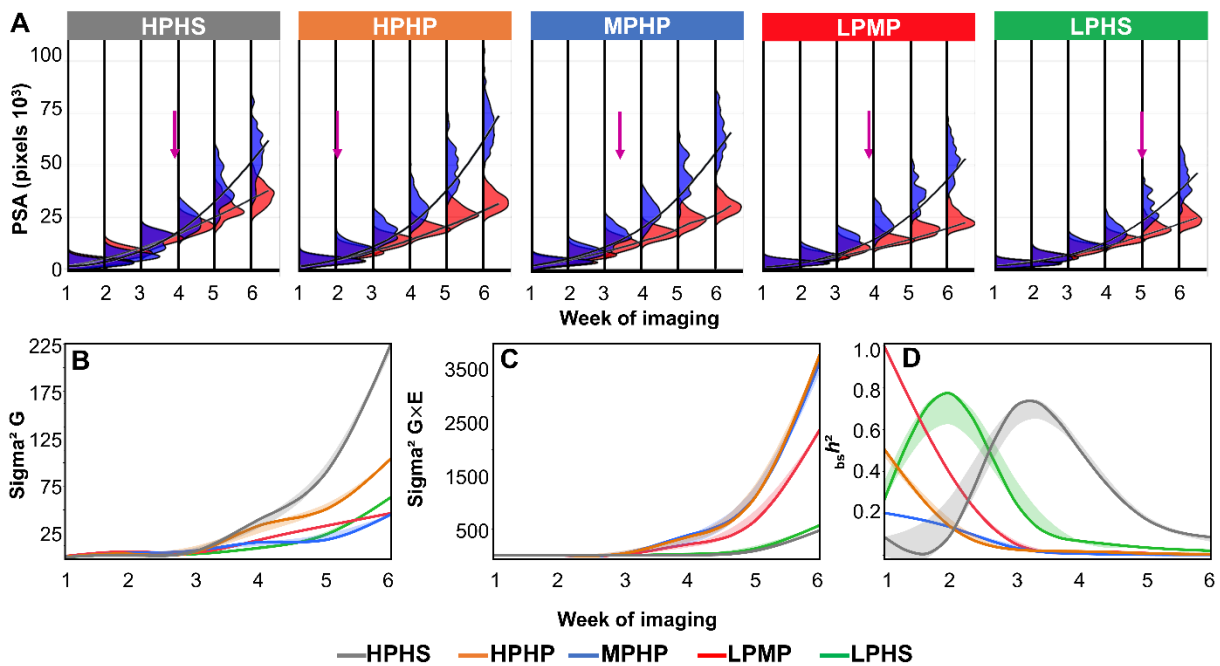 A
HPHS HPHP MPHP LPMP LPHS
PSA (pixels 10³)
100
75
50
25
0
1 2 3 4 5 6 1 2 3 4 5 6 1 2 3 4 5 6 1 2 3 4 5 6 1 2 3 4 5 6
Week of imaging
B
Sigma² G
225
175
125
75
25
1 2 3 4 5 6
C
Sigma² G×E
3500
2500
1500
500
1 2 3 4 5 6
D
bsh²
1.0
0.8
0.6
0.4
0.2
1 2 3 4 5 6
Week of imaging
HPHS HPHP MPHP LPMP LPHS